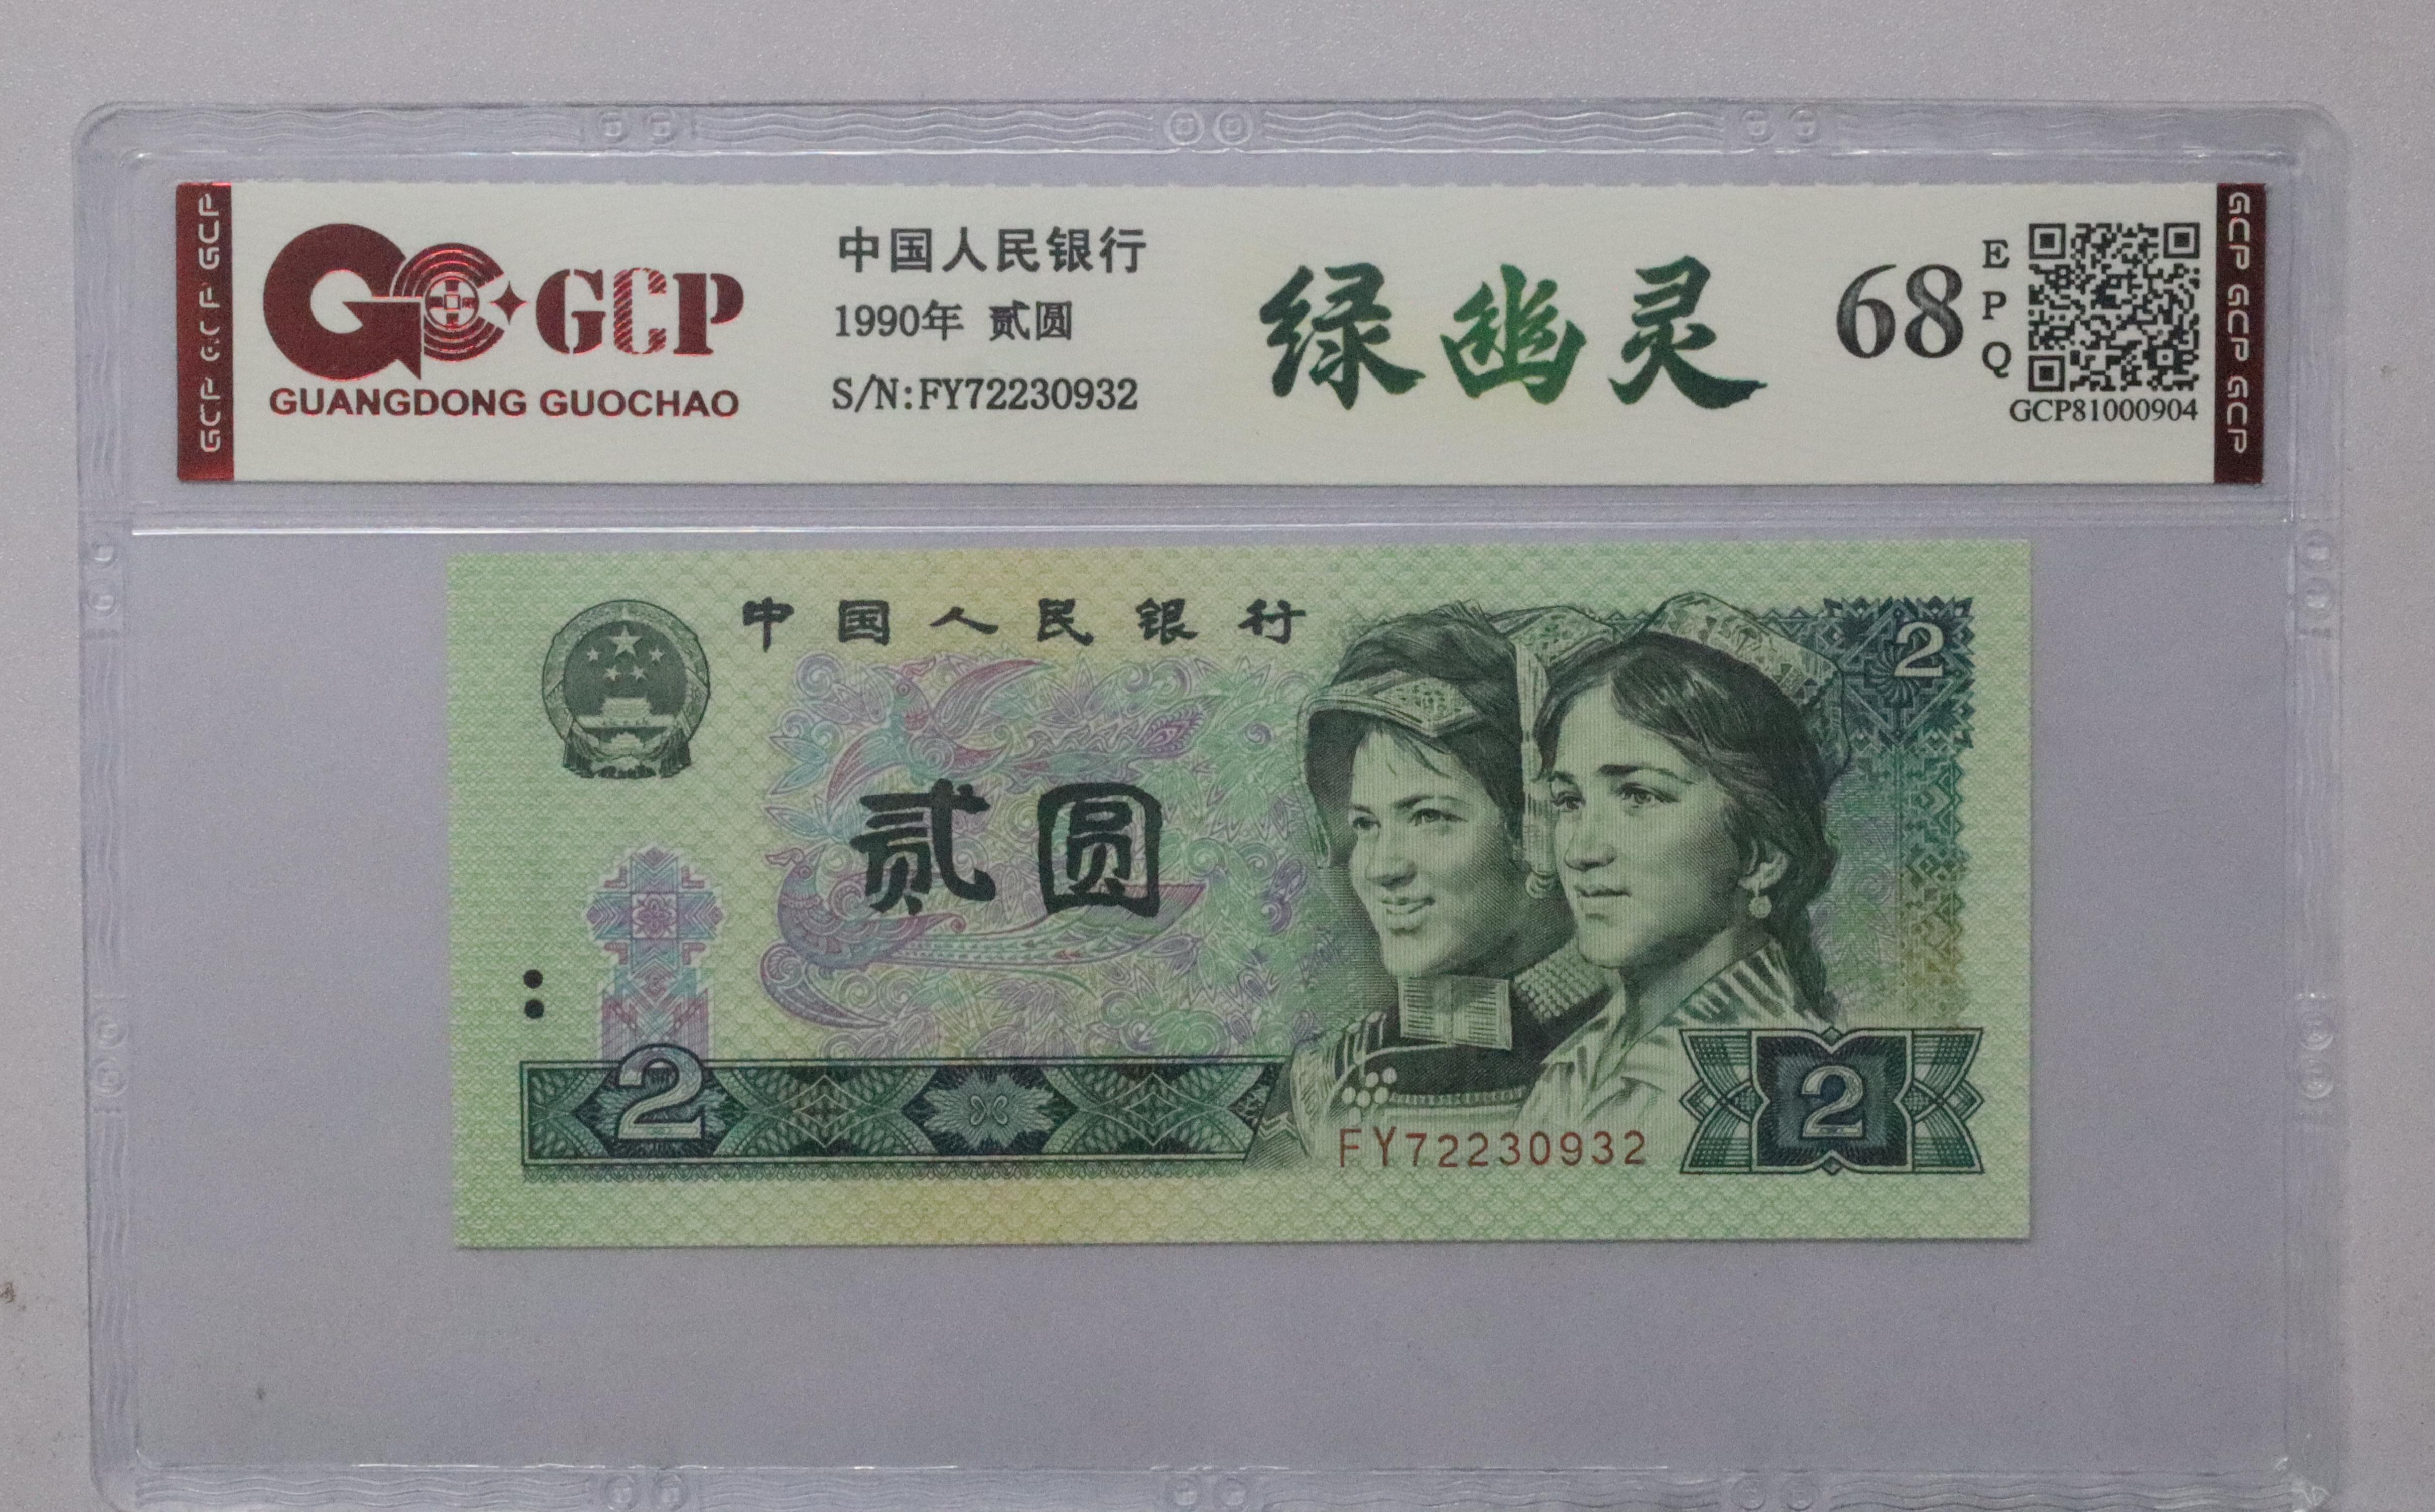 GCP GCP GCP
GCP
GUANGDONG GUOCHAO
中国人民银行
1990年 贰圆
S/N:FY72230932
绿幽灵
68
EPQ
GCP81000904
GCP GCP GCP
中国人民银行
2
贰圆
2
FY72230932
2